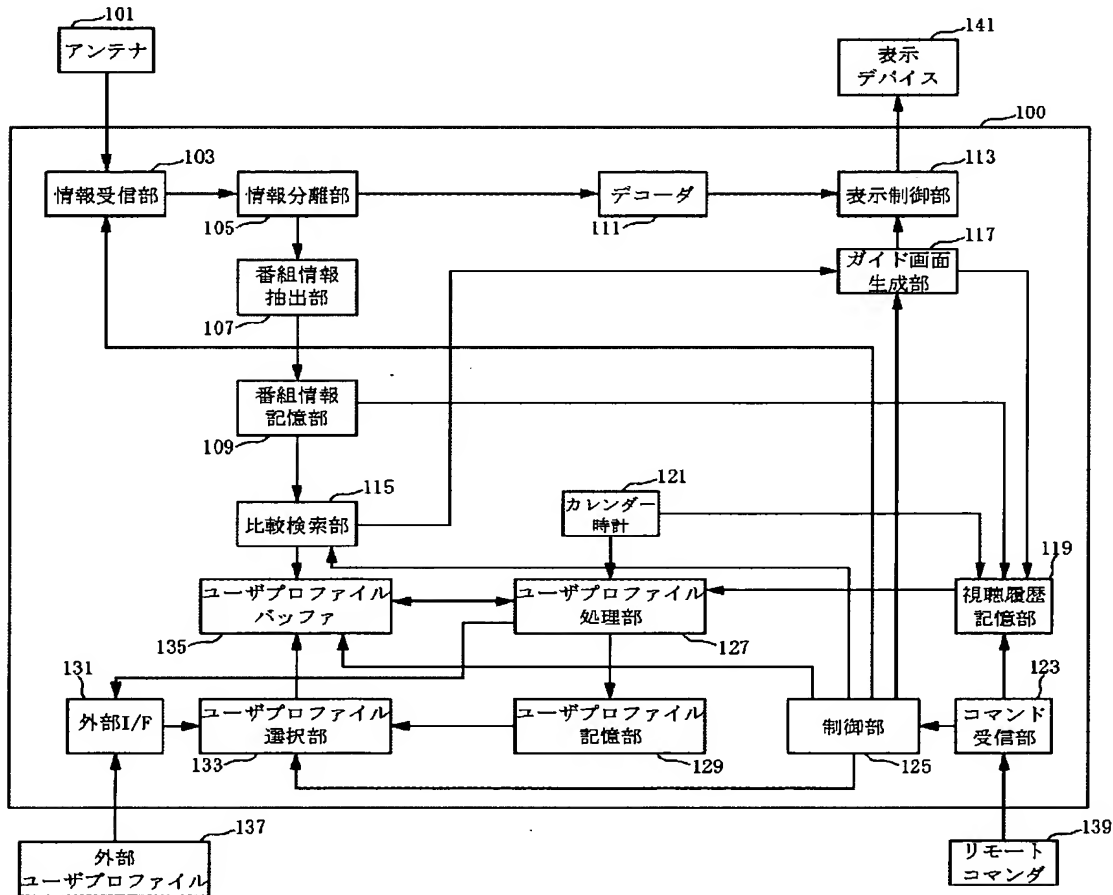 101
アンテナ
141
表示
デバイス
100
103
情報受信部
情報分離部
105
デコーダ
111
113
表示制御部
番組情報
抽出部
107
117
ガイド画面
生成部
番組情報
記憶部
109
115
比較検索部
121
カレンダー
時計
119
視聴履歴
記憶部
ユーザプロファイル
バッファ
135
ユーザプロファイル
処理部
127
131
外部I/F
ユーザプロファイル
選択部
133
ユーザプロファイル
記憶部
129
制御部
125
123
コマンド
受信部
137
外部
ユーザプロファイル
139
リモート
コマンダ